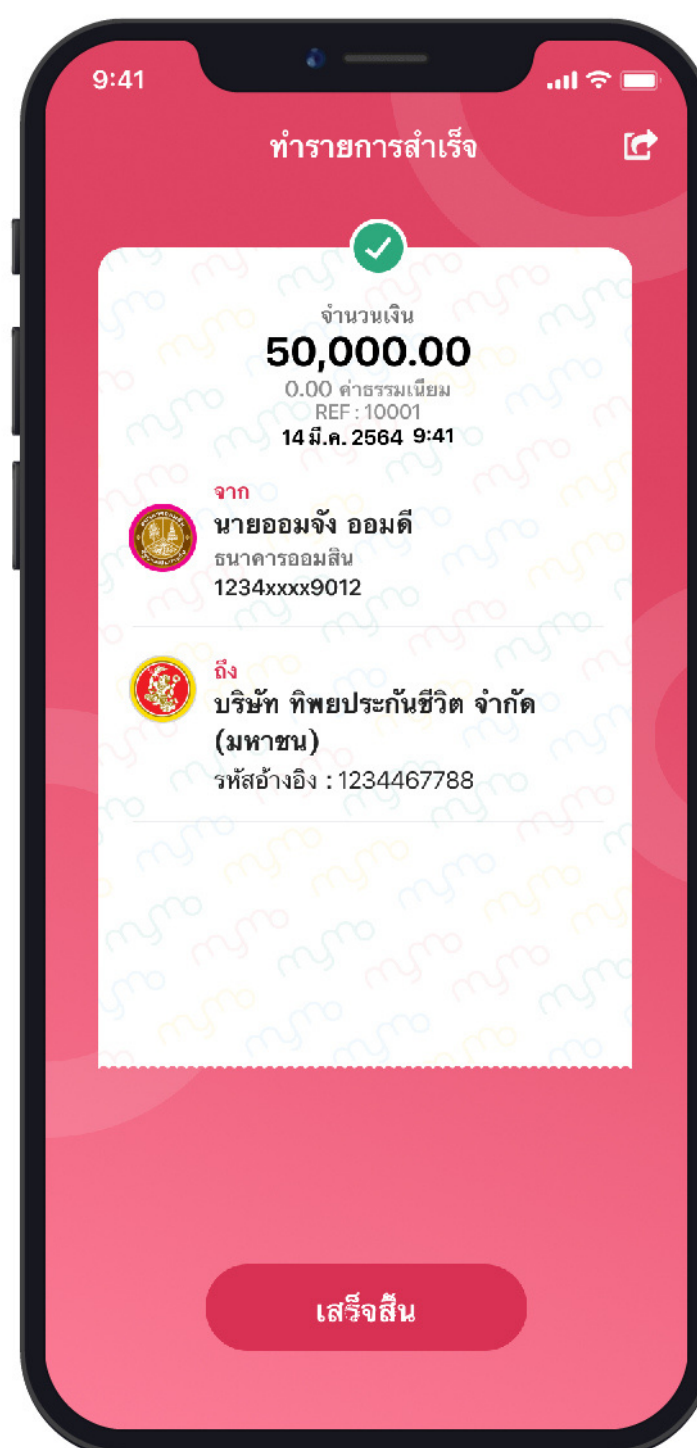 9:41
ทำรายการสำเร็จ
จำนวนเงิน
50,000.00
0.00 ค่าธรรมเนียม
REF : 10001
14 มี.ค. 2564 9:41
จาก
นายออมจัง ออมดี
ธนาคารออมสิน
1234xxxx9012
ถึง
บริษัท ทิพยประกันชีวิต จำกัด
(มหาชน)
รหัสอ้างอิง : 1234467788
เสร็จสิ้น